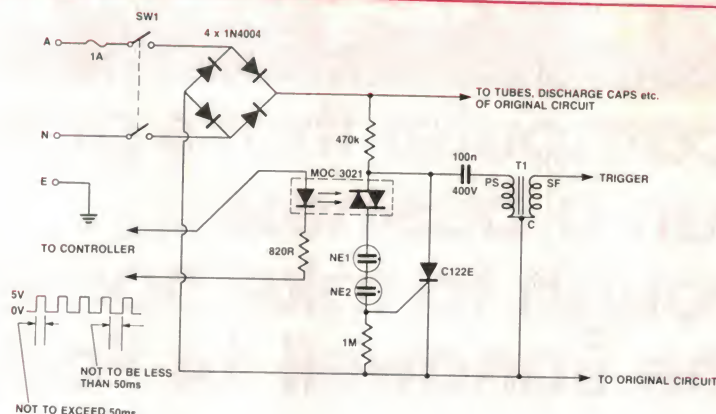 SW1
4 x 1N4004
A
1A
TO TUBES, DISCHARGE CAPS etc.
OF ORIGINAL CIRCUIT
470k
N
MOC 3021
100n
400V
T1
PS
SF
TRIGGER
E
C
TO CONTROLLER
820R
NE1
C122E
NE2
5V
0V
1M
NOT TO BE LESS
THAN 50ms
TO ORIGINAL CIRCUIT
NOT TO EXCEED 50ms